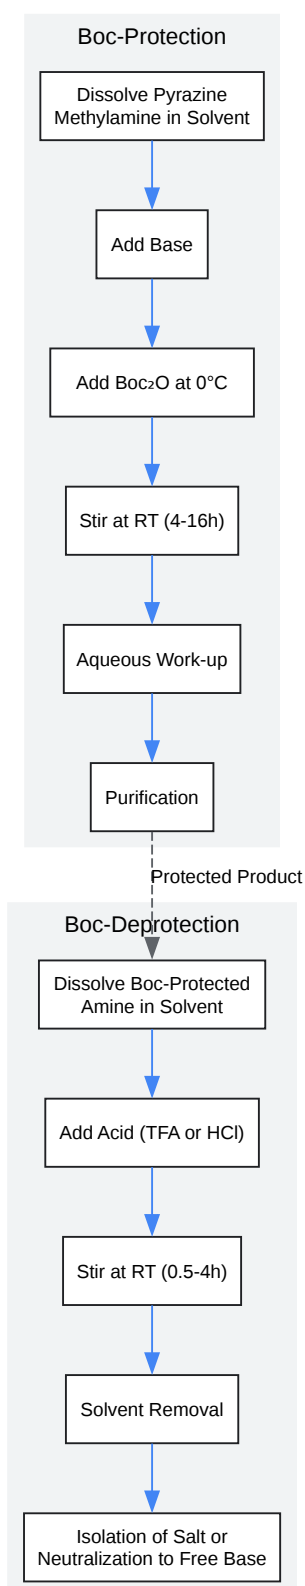 Boc-Protection
Dissolve Pyrazine
Methylamine in Solvent
Add Base
Add Boc₂O at 0°C
Stir at RT (4-16h)
Aqueous Work-up
Purification
Protected Product
Boc-Deprotection
Dissolve Boc-Protected
Amine in Solvent
Add Acid (TFA or HCl)
Stir at RT (0.5-4h)
Solvent Removal
Isolation of Salt or
Neutralization to Free Base